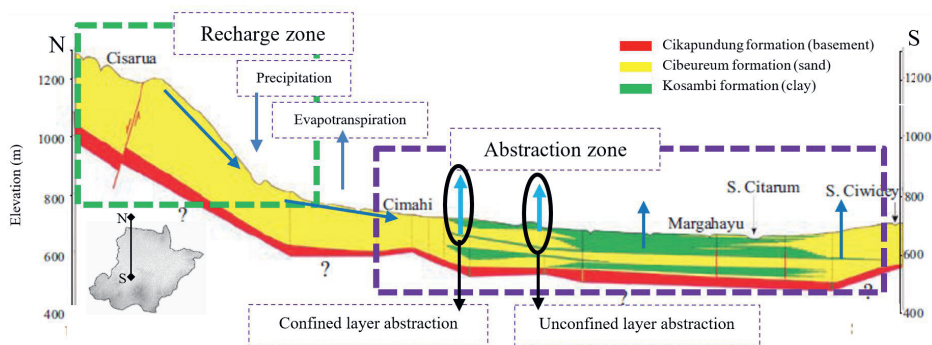 N
Recharge zone
S
Cisarua
Precipitation
Evapotranspiration
Cikapundung formation (basement)
Cibeureum formation (sand)
Kosambi formation (clay)
Elevation (m)
1200
1000
800
600
400
1200
1000
800
600
400
Abstraction zone
Cimahi
S. Citarum
S. Ciwidey
Margahayu
?
?
?
?
N
S
Confined layer abstraction
Unconfined layer abstraction